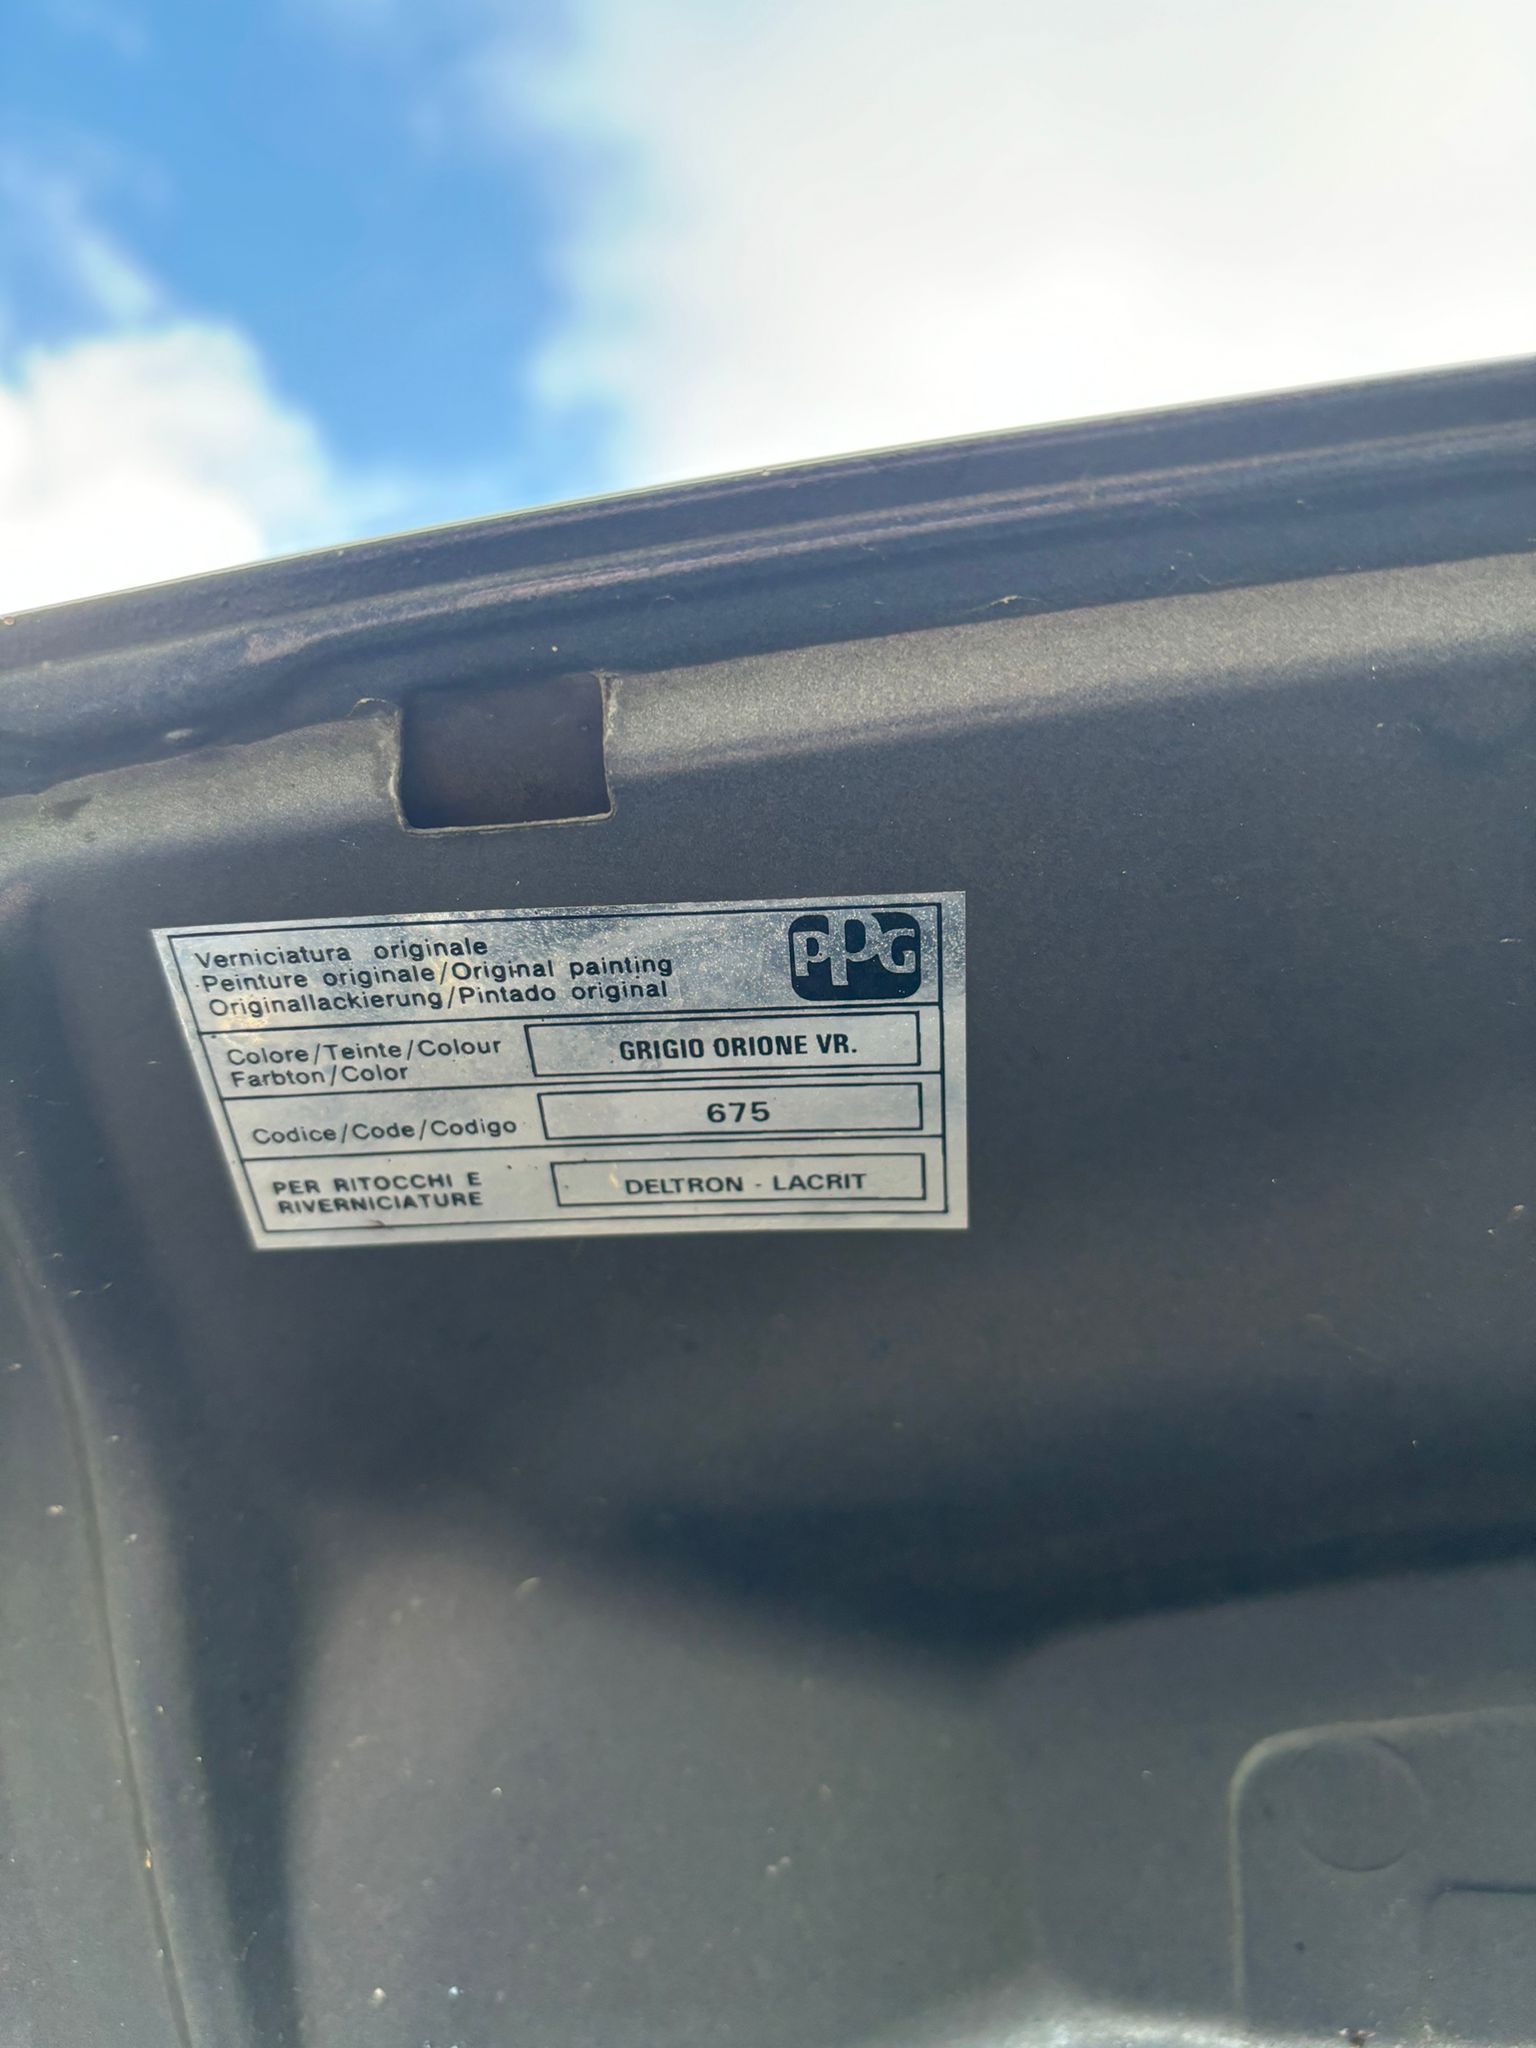 Verniciatura originale
PPG
Peinture originale/Original painting
Originallackierung/Pintado original
Colore/Teinte/Colour
Farbton/Color
GRIGIO ORIONE VR.
Codice/Code/Codigo
675
PER RITOCCHI E
RIVERNICIATURE
DELTRON - LACRIT